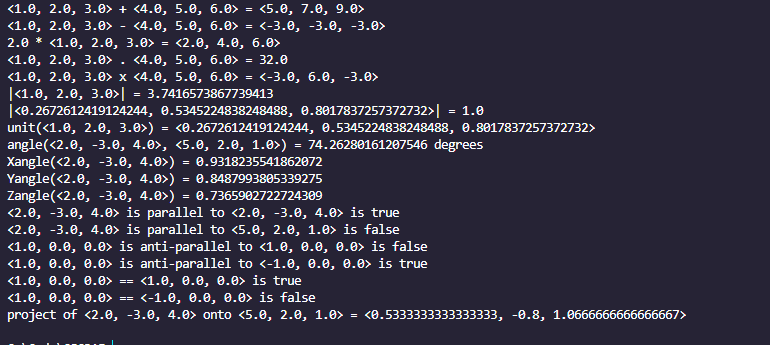 <1.0, 2.0, 3.0> + <4.0, 5.0, 6.0> = <5.0, 7.0, 9.0>
<1.0, 2.0, 3.0> - <4.0, 5.0, 6.0> = <-3.0, -3.0, -3.0>
2.0 * <1.0, 2.0, 3.0> = <2.0, 4.0, 6.0>
<1.0, 2.0, 3.0> . <4.0, 5.0, 6.0> = 32.0
<1.0, 2.0, 3.0> x <4.0, 5.0, 6.0> = <-3.0, 6.0, -3.0>
|<1.0, 2.0, 3.0>| = 3.7416573867739413
|<0.2672612419124244, 0.5345224838248488, 0.8017837257372732>| = 1.0
unit(<1.0, 2.0, 3.0>) = <0.2672612419124244, 0.5345224838248488, 0.8017837257372732>
angle(<2.0, -3.0, 4.0>, <5.0, 2.0, 1.0>) = 74.26280161207546 degrees
Xangle(<2.0, -3.0, 4.0>) = 0.9318235541862072
Yangle(<2.0, -3.0, 4.0>) = 0.8487993805339275
Zangle(<2.0, -3.0, 4.0>) = 0.7365902722724309
<2.0, -3.0, 4.0> is parallel to <2.0, -3.0, 4.0> is true
<2.0, -3.0, 4.0> is parallel to <5.0, 2.0, 1.0> is false
<1.0, 0.0, 0.0> is anti-parallel to <1.0, 0.0, 0.0> is false
<1.0, 0.0, 0.0> is anti-parallel to <-1.0, 0.0, 0.0> is true
<1.0, 0.0, 0.0> == <1.0, 0.0, 0.0> is true
<1.0, 0.0, 0.0> == <-1.0, 0.0, 0.0> is false
project of <2.0, -3.0, 4.0> onto <5.0, 2.0, 1.0> = <0.5333333333333333, -0.8, 1.0666666666666667>